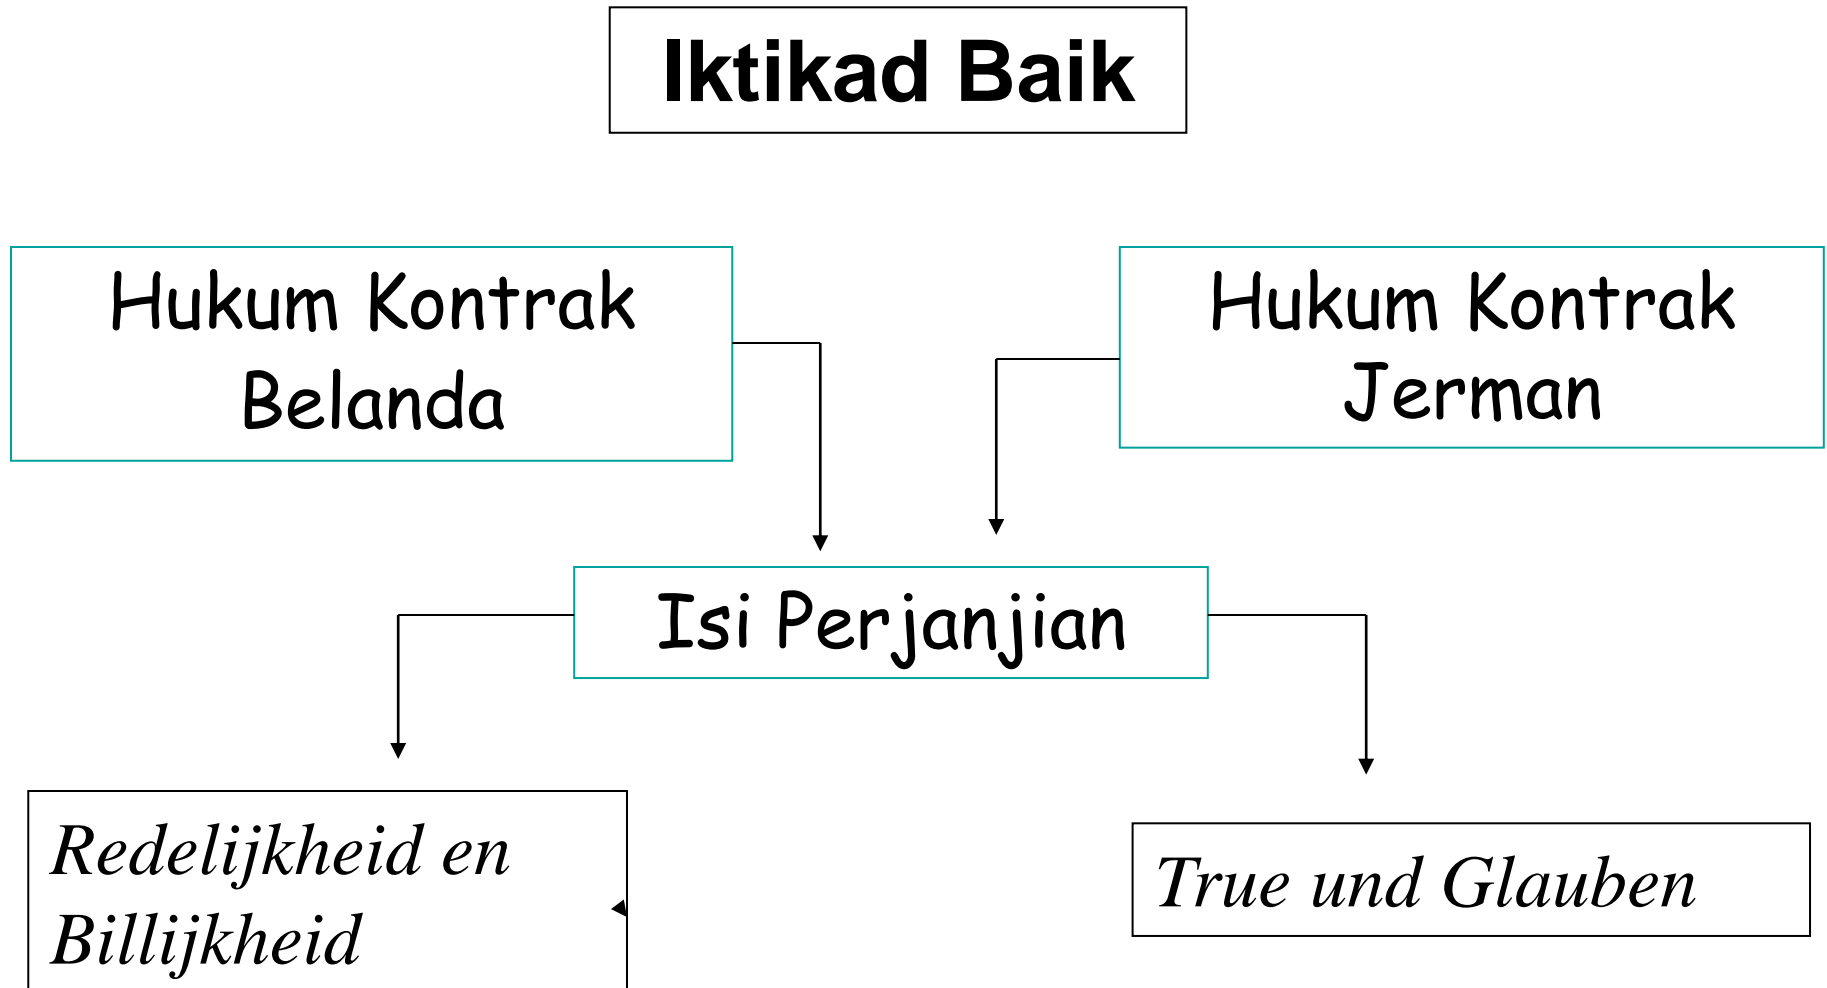 Iktikad Baik
Hukum Kontrak
Belanda
Hukum Kontrak
Jerman
Isi Perjanjian
Redelijkheid en
Billijkheid
True und Glauben